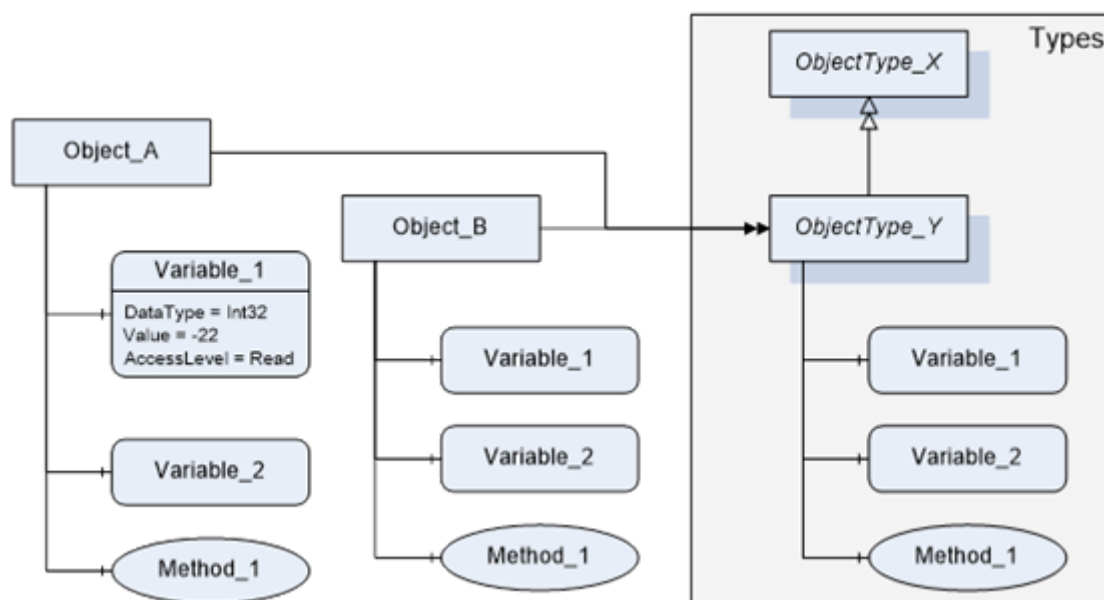 Types
ObjectType_X
Object_A
Object_B
ObjectType_Y
Variable_1
DataType = Int32
Value = -22
AccessLevel = Read
Variable_2
Method_1
Variable_1
Variable_2
Method_1
Variable_1
Variable_2
Method_1